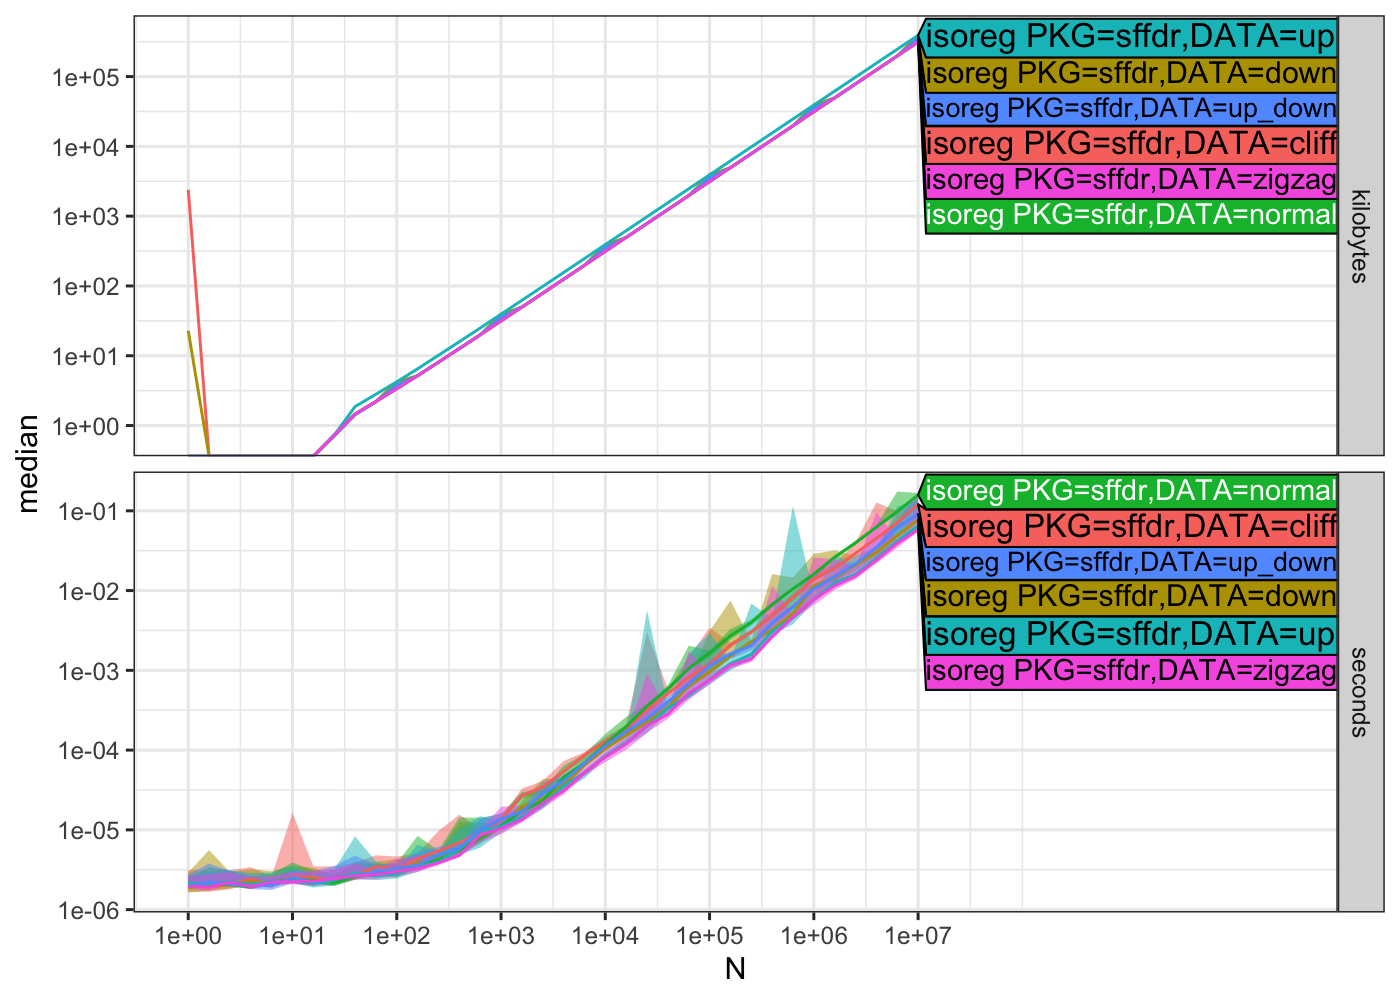 1e+05
1e+04
1e+03
1e+02
1e+01
1e+00
isoreg PKG=sffdr,DATA=up
isoreg PKG=sffdr,DATA=down
isoreg PKG=sffdr,DATA=up_down
isoreg PKG=sffdr,DATA=cliff
isoreg PKG=sffdr,DATA=zigzag
isoreg PKG=sffdr,DATA=normal
kilobytes
median
1e-01
1e-02
1e-03
1e-04
1e-05
1e-06
isoreg PKG=sffdr,DATA=normal
isoreg PKG=sffdr,DATA=cliff
isoreg PKG=sffdr,DATA=up_down
isoreg PKG=sffdr,DATA=down
isoreg PKG=sffdr,DATA=up
isoreg PKG=sffdr,DATA=zigzag
seconds
1e+00 1e+01 1e+02 1e+03 1e+04 1e+05 1e+06 1e+07
N